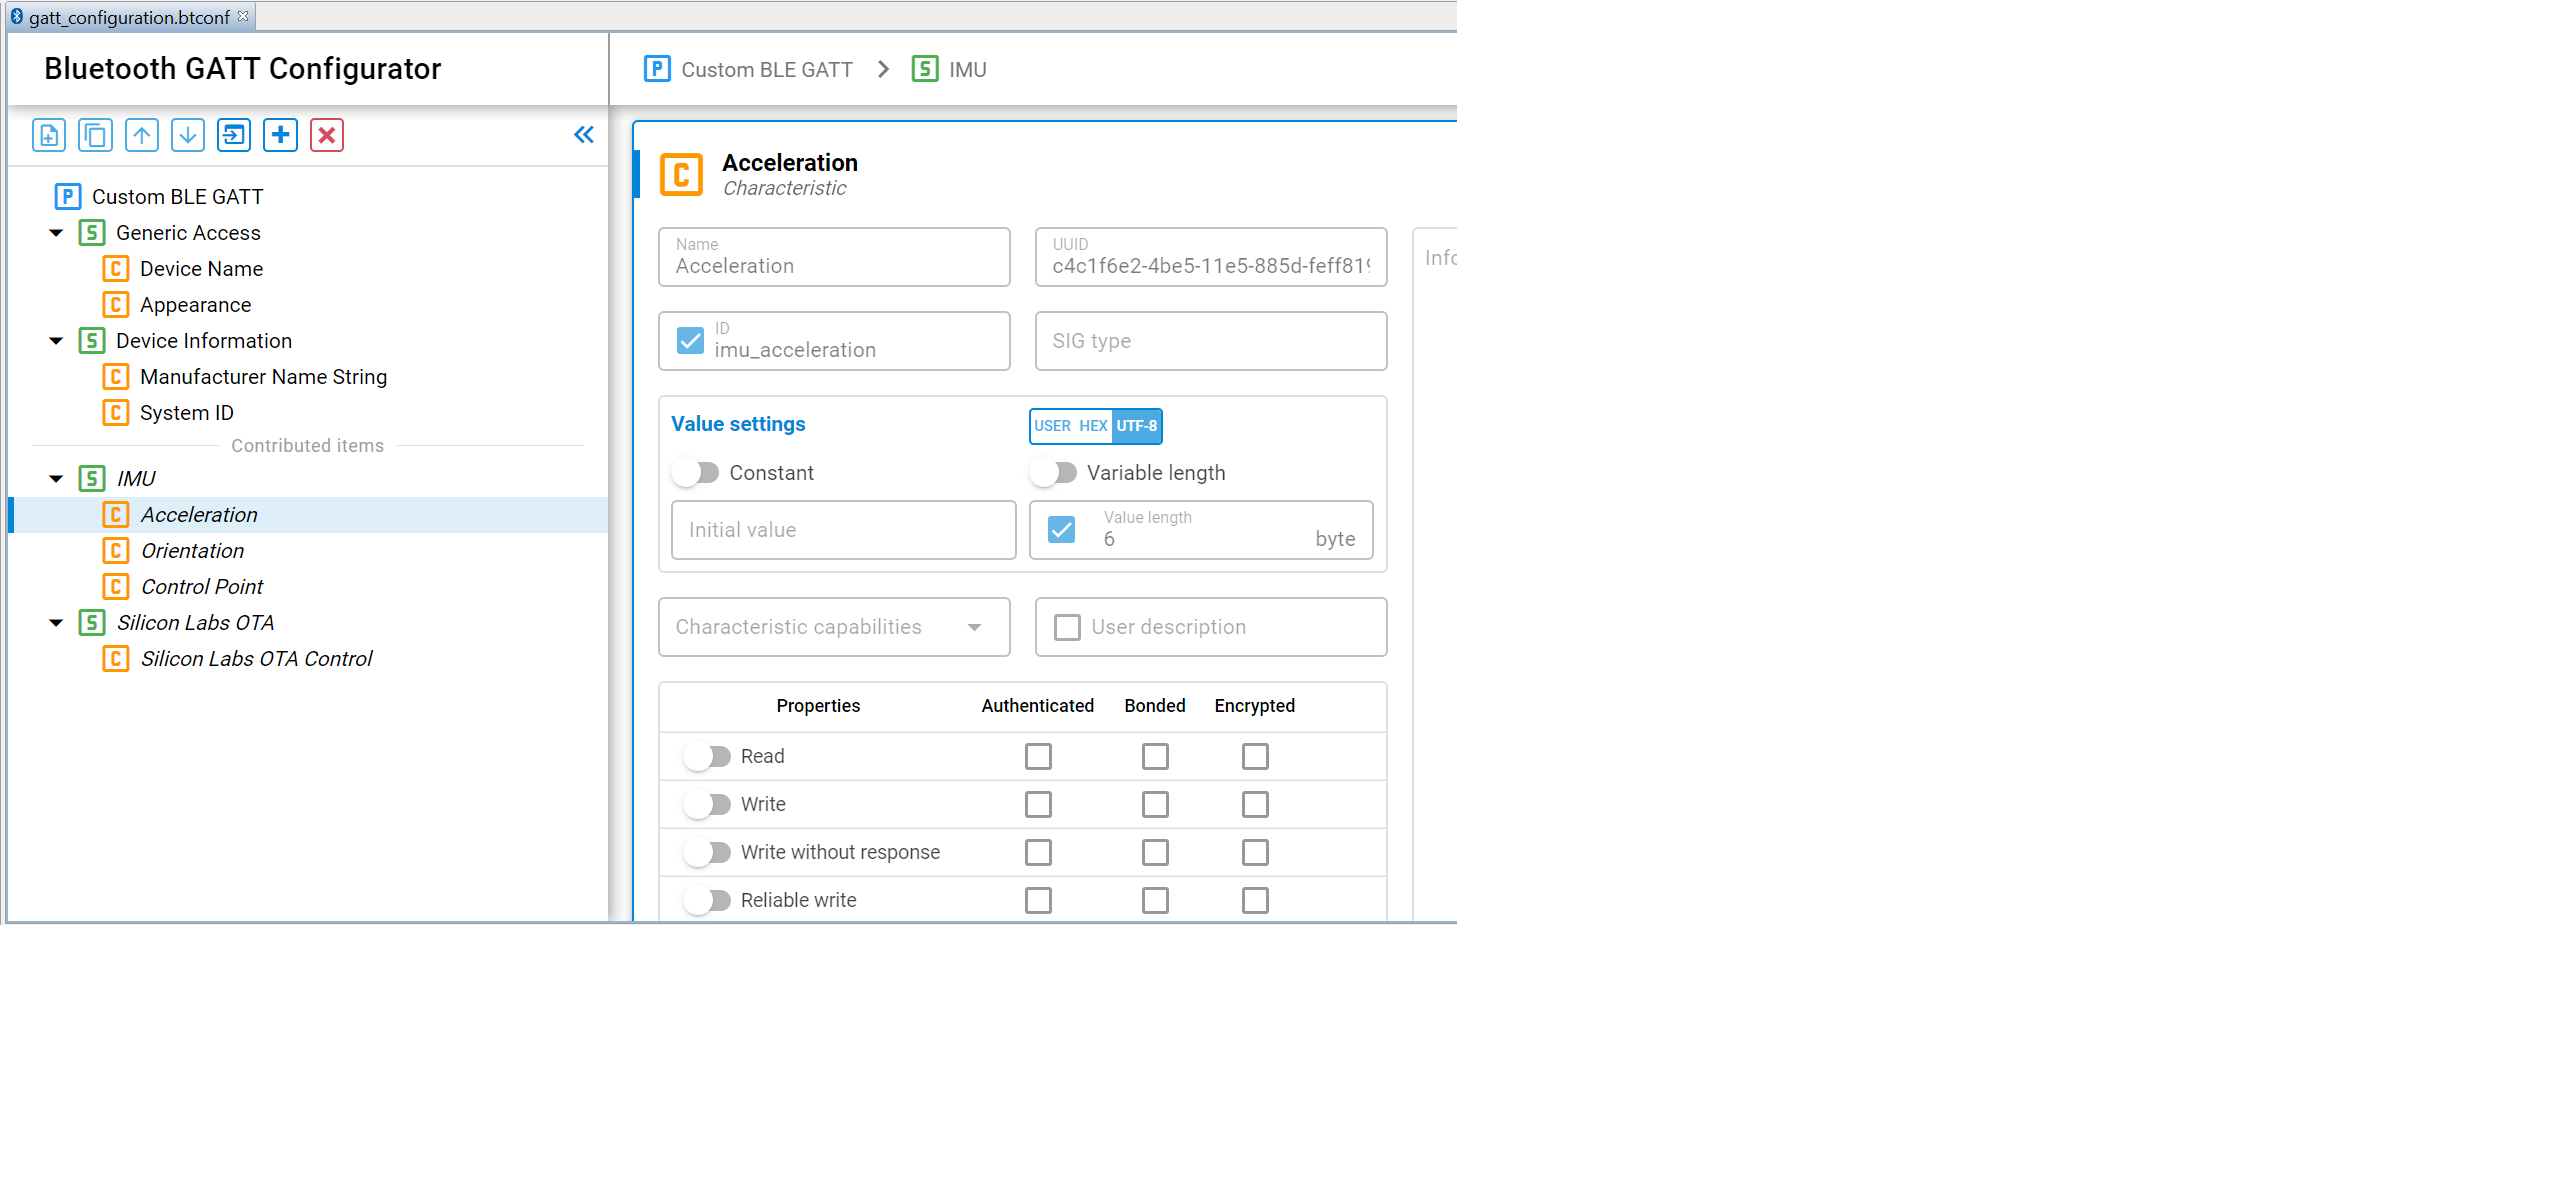 gatt_configuration.btconf
Bluetooth GATT Configurator
P Custom BLE GATT > S IMU
P Custom BLE GATT
S Generic Access
C Device Name
C Appearance
S Device Information
C Manufacturer Name String
C System ID
Contributed items
S IMU
C Acceleration
C Orientation
C Control Point
S Silicon Labs OTA
C Silicon Labs OTA Control
C Acceleration
Characteristic
Name
Acceleration
UUID
c4c1f6e2-4be5-11e5-885d-feff819
Info
ID
imu_acceleration
SIG type
Value settings
USER HEX UTF-8
Constant
Variable length
Initial value
Value length
6 byte
Characteristic capabilities
User description
Properties Authenticated Bonded Encrypted
Read
Write
Write without response
Reliable write